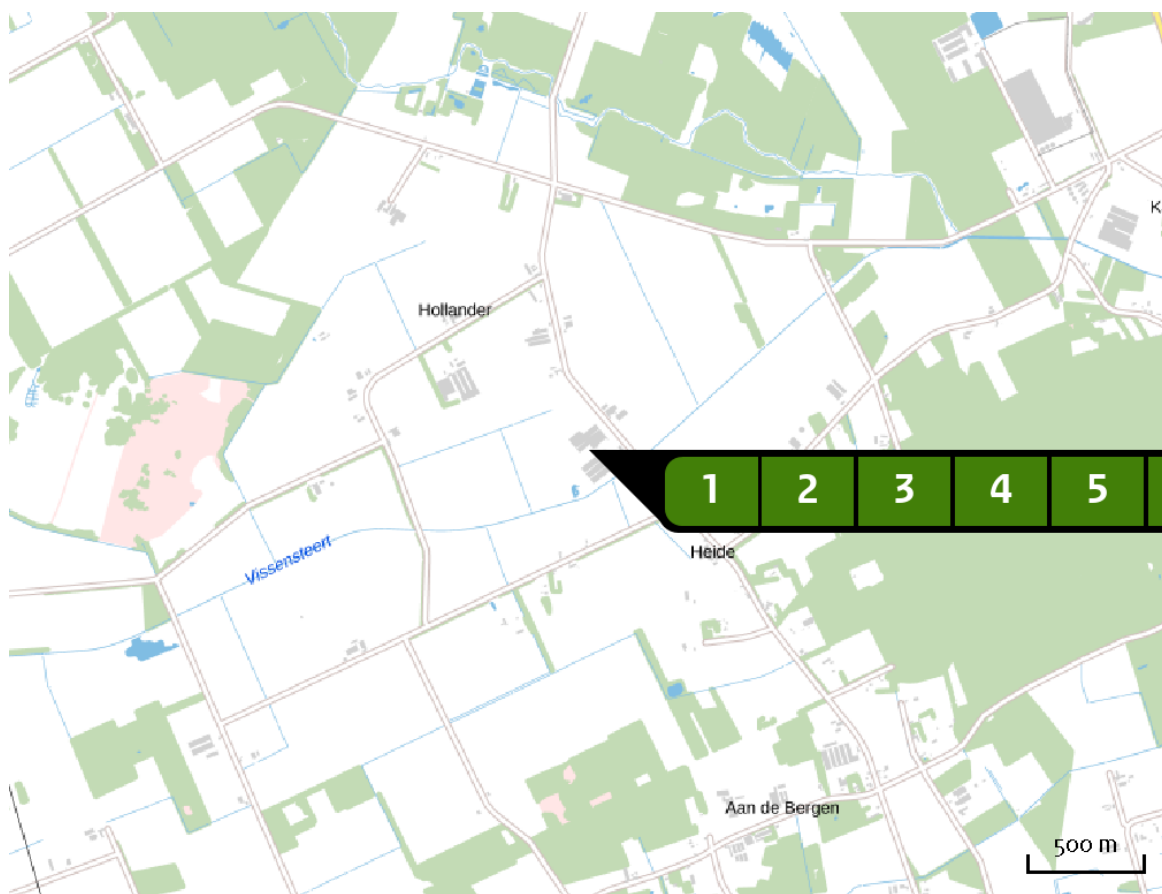 K
Hollander
1 2 3 4 5
Heide
Vissensteert
Aan de Bergen
500 m